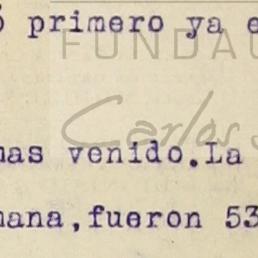 primero ya e
FUNDA
Carlos
mas venido.La
mana,fueron 53